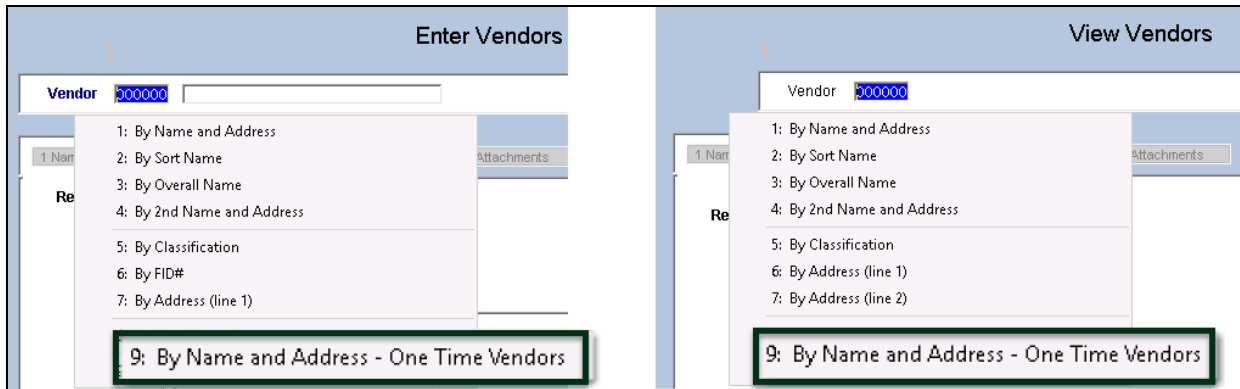 Enter Vendors
Vendor 000000
1: By Name and Address
2: By Sort Name
1 Nam
Attachments
3: By Overall Name
Re
4: By 2nd Name and Address
5: By Classification
6: By FID#
7: By Address (line 1)
9: By Name and Address - One Time Vendors
View Vendors
Vendor 000000
1: By Name and Address
2: By Sort Name
1 Nam
Attachments
3: By Overall Name
Re
4: By 2nd Name and Address
5: By Classification
6: By Address (line 1)
7: By Address (line 2)
9: By Name and Address - One Time Vendors